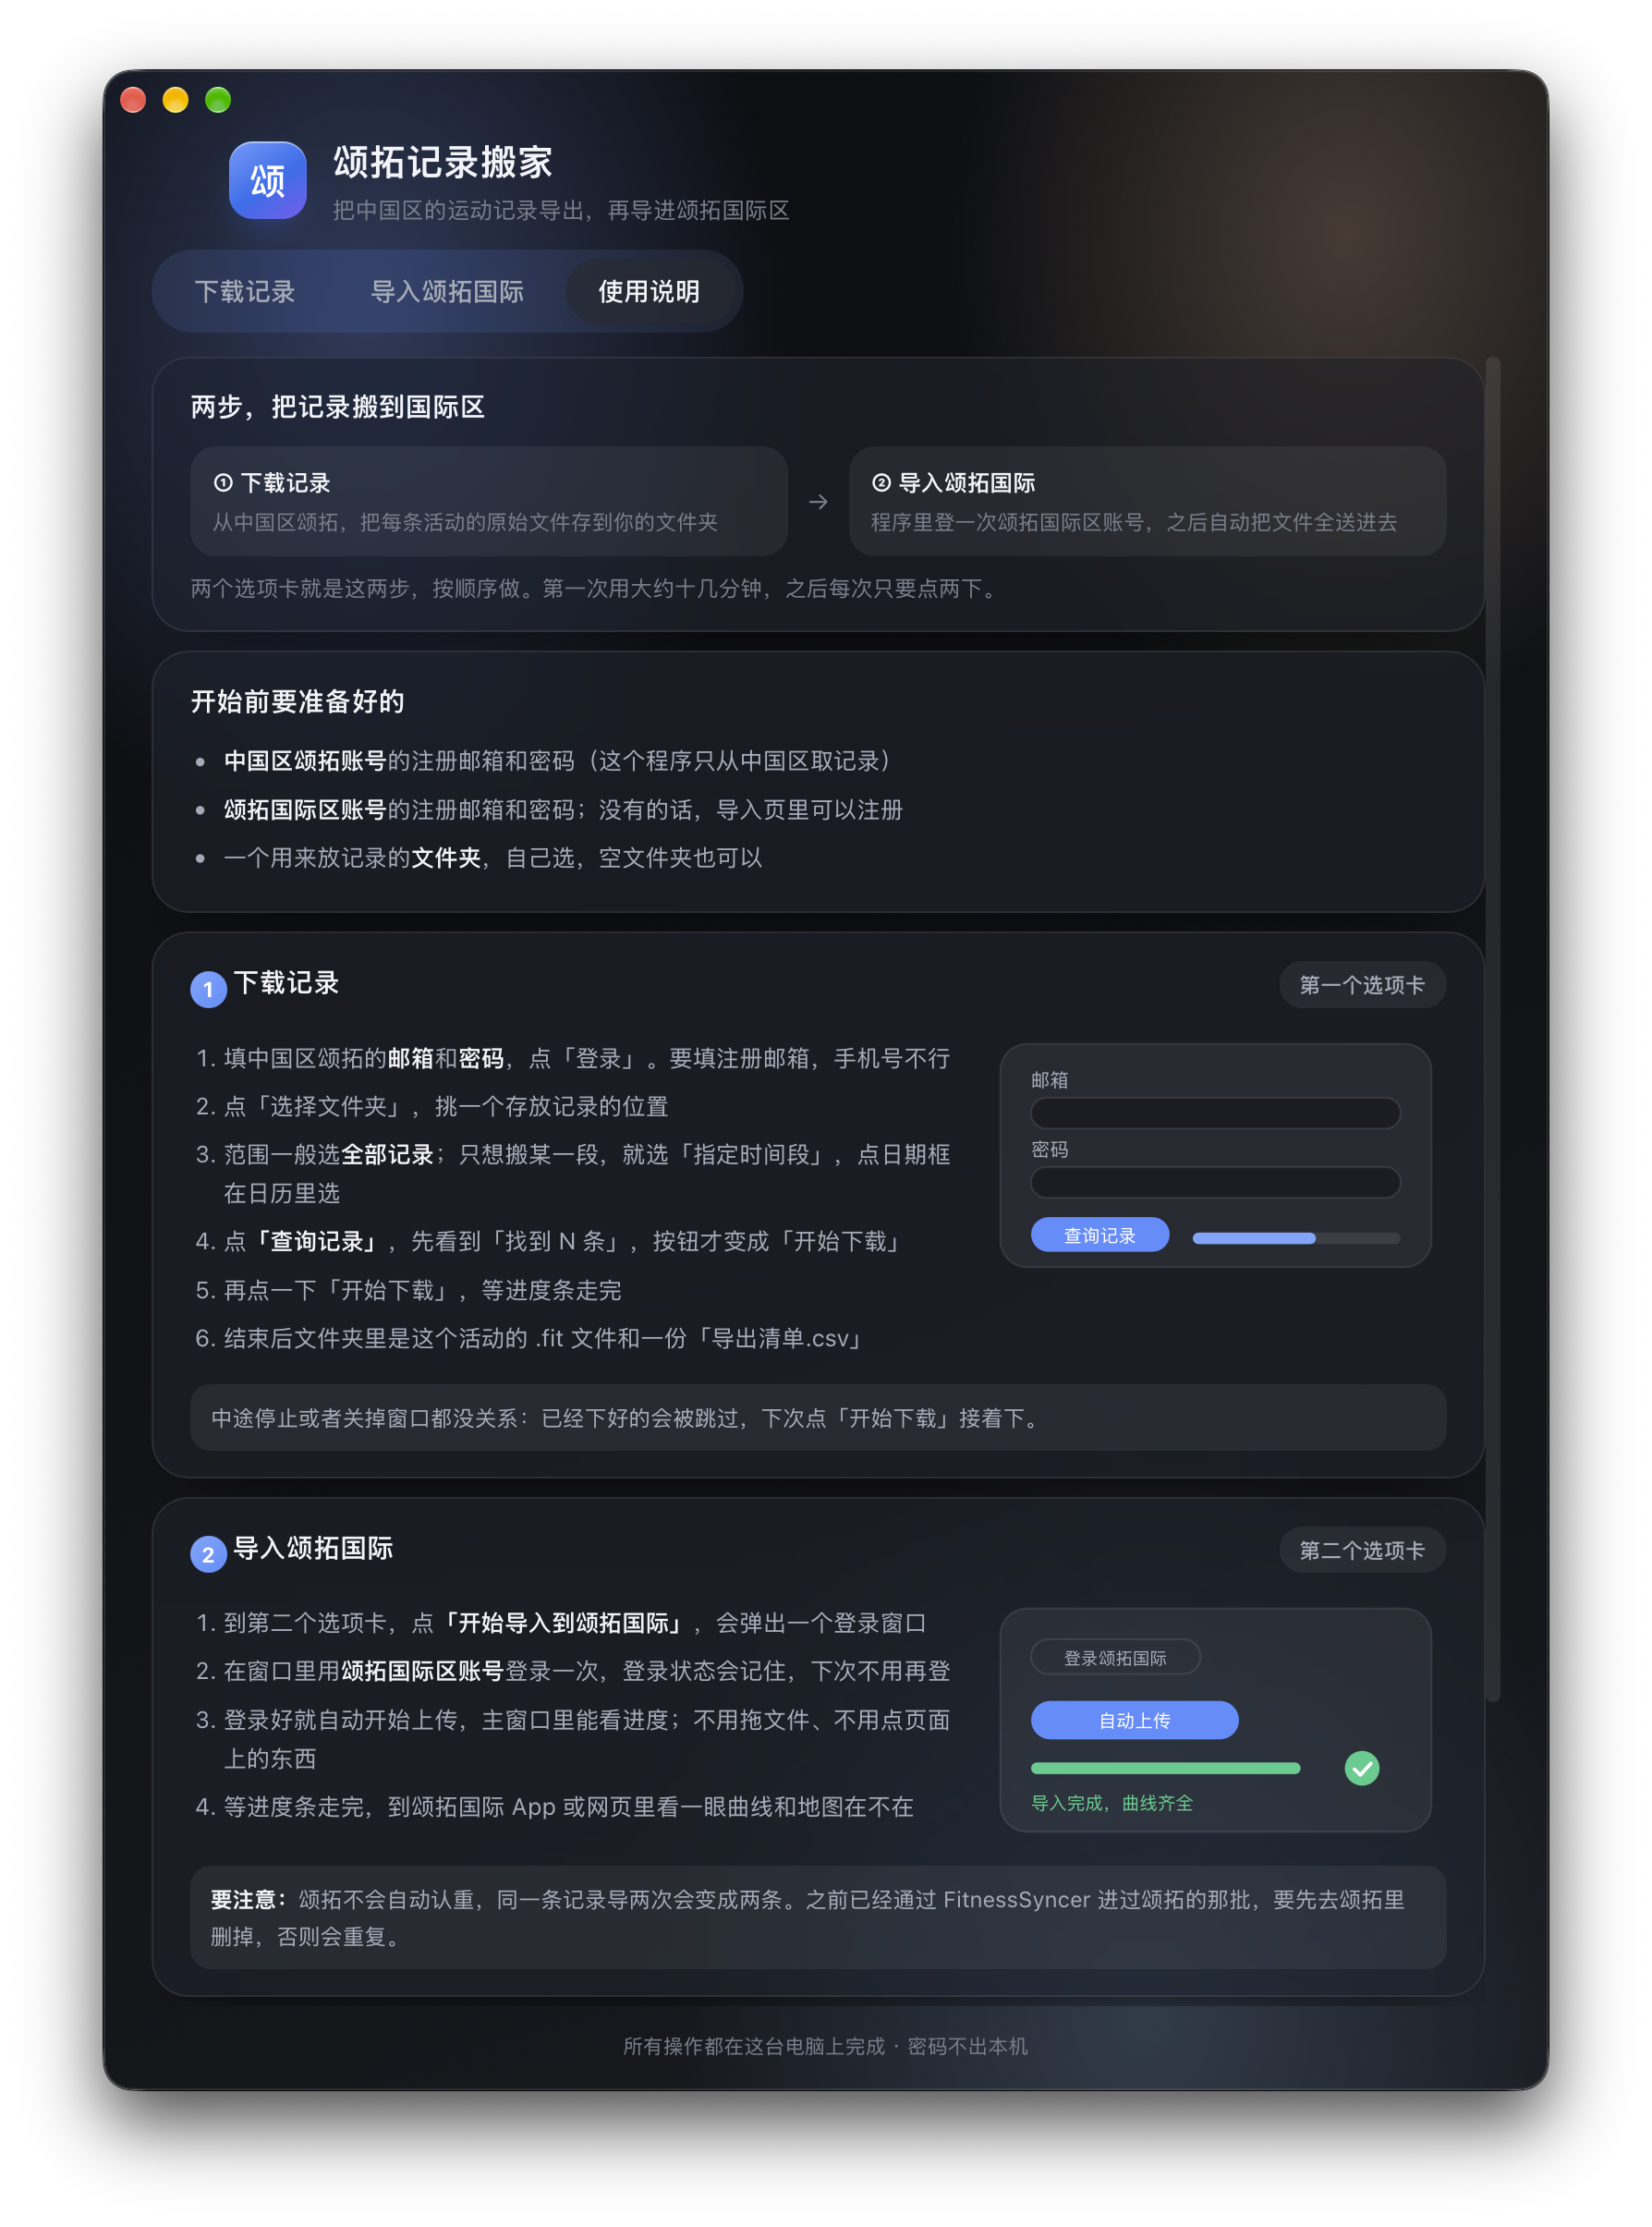 颂
颂拓记录搬家
把中国区的运动记录导出，再导进颂拓国际区
下载记录
导入颂拓国际
使用说明
两步，把记录搬到国际区
① 下载记录
从中国区颂拓，把每条活动的原始文件存到你的文件夹
→
② 导入颂拓国际
程序里登一次颂拓国际区账号，之后自动把文件全送进去
两个选项卡就是这两步，按顺序做。第一次用大约十几分钟，之后每次只要点两下。
开始前要准备好的
• 中国区颂拓账号的注册邮箱和密码（这个程序只从中国区取记录）
• 颂拓国际区账号的注册邮箱和密码；没有的话，导入页里可以注册
• 一个用来放记录的文件夹，自己选，空文件夹也可以
1 下载记录
第一个选项卡
1. 填中国区颂拓的邮箱和密码，点「登录」。要填注册邮箱，手机号不行
2. 点「选择文件夹」，挑一个存放记录的位置
3. 范围一般选全部记录；只想搬某一段，就选「指定时间段」，点日期框
在日历里选
4. 点「查询记录」，先看到「找到 N 条」，按钮才变成「开始下载」
5. 再点一下「开始下载」，等进度条走完
6. 结束后文件夹里是这个活动的 .fit 文件和一份「导出清单.csv」
邮箱
密码
查询记录
中途停止或者关掉窗口都没关系：已经下好的会被跳过，下次点「开始下载」接着下。
2 导入颂拓国际
第二个选项卡
1. 到第二个选项卡，点「开始导入到颂拓国际」，会弹出一个登录窗口
2. 在窗口里用颂拓国际区账号登录一次，登录状态会记住，下次不用再登
3. 登录好就自动开始上传，主窗口里能看进度；不用拖文件、不用点页面
上的东西
4. 等进度条走完，到颂拓国际 App 或网页里看一眼曲线和地图在不在
登录颂拓国际
自动上传
导入完成，曲线齐全
要注意：颂拓不会自动认重，同一条记录导两次会变成两条。之前已经通过 FitnessSyncer 进过颂拓的那批，要先去颂拓里
删掉，否则会重复。
所有操作都在这台电脑上完成 · 密码不出本机